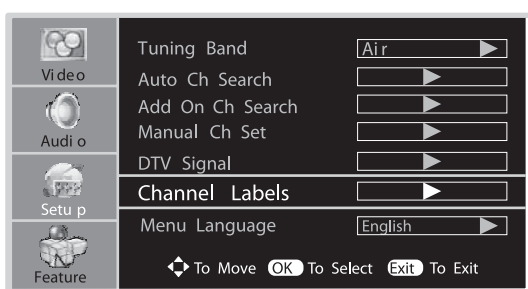 Video
Audio
Setup
Feature
Tuning Band Air
Auto Ch Search
Add On Ch Search
Manual Ch Set
DTV Signal
Channel Labels
Menu Language English
To Move OK To Select Exit To Exit